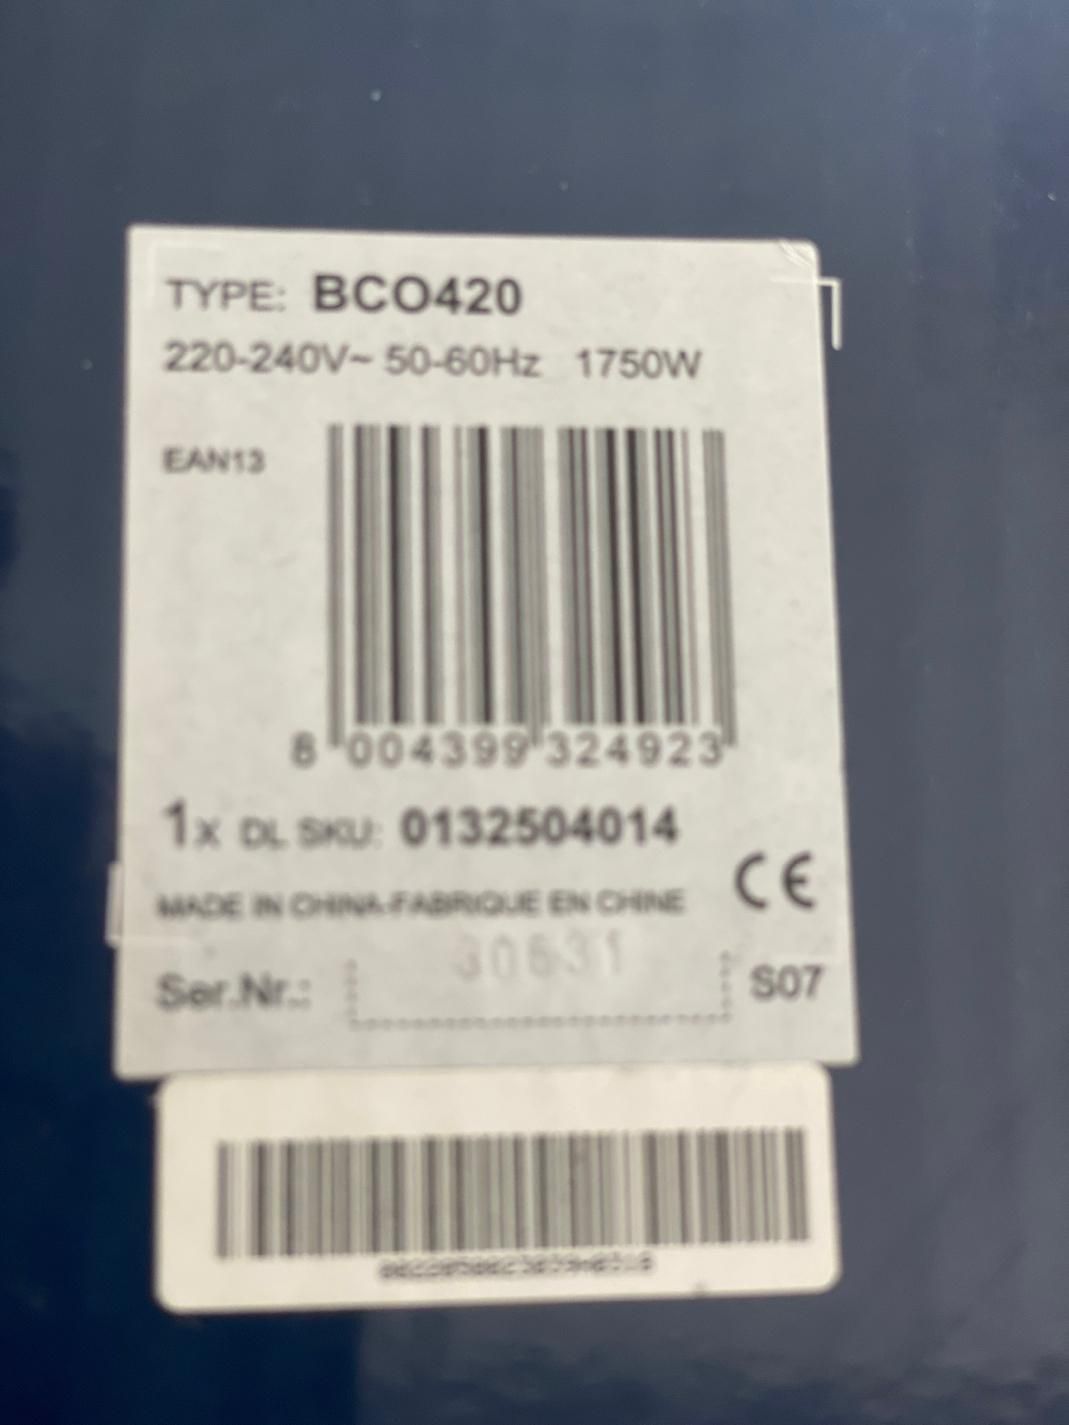 TYPE: BCO420
220-240V~ 50-60Hz 1750W
EAN13
8 004399 324923
1x DL SKU: 0132504014
MADE IN CHINA-FABRIQUE EN CHINE
CE
30631
Ser.Nr.: S07